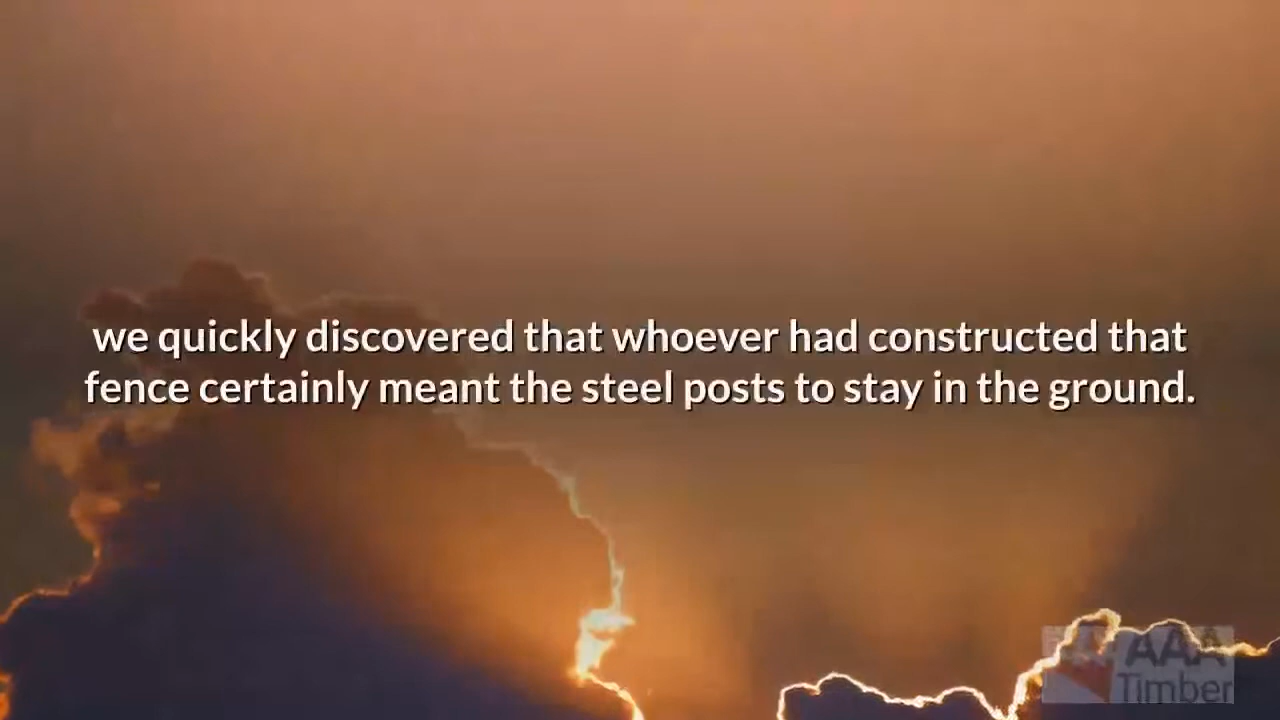 we quickly discovered that whoever had constructed that
fence certainly meant the steel posts to stay in the ground.
AAA
Timber